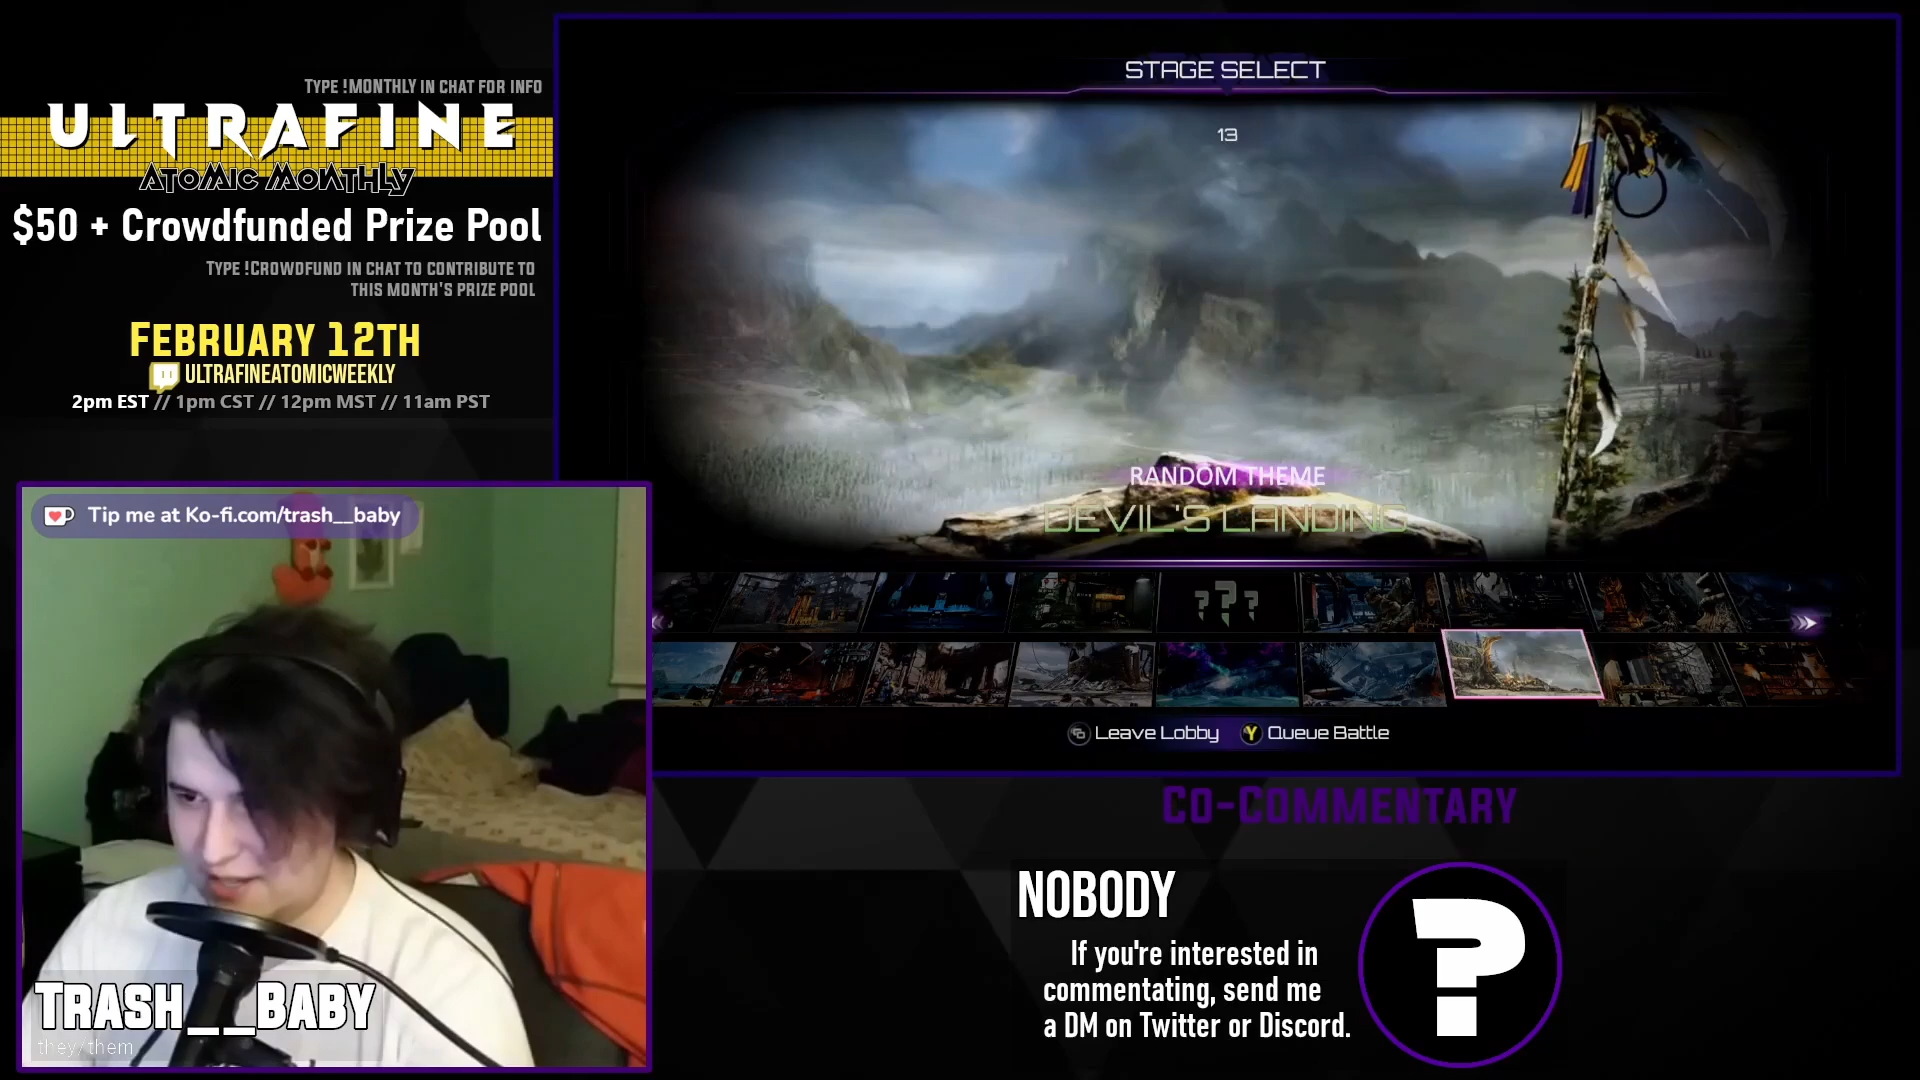 TYPE !MONTHLY IN CHAT FOR INFO
ULTRAFINE
ATOMIC MONTHLY
$50 + Crowdfunded Prize Pool
TYPE !CROWDFUND IN CHAT TO CONTRIBUTE TO
THIS MONTH'S PRIZE POOL
FEBRUARY 12TH
ULTRAFINEATOMICWEEKLY
2pm EST // 1pm CST // 12pm MST // 11am PST
STAGE SELECT
13
RANDOM THEME
DEVIL'S LANDING
???
Leave Lobby Y Queue Battle
Tip me at Ko-fi.com/trash__baby
TRASH__BABY
they/them
CO-COMMENTARY
NOBODY
If you're interested in
commentating, send me
a DM on Twitter or Discord.
?